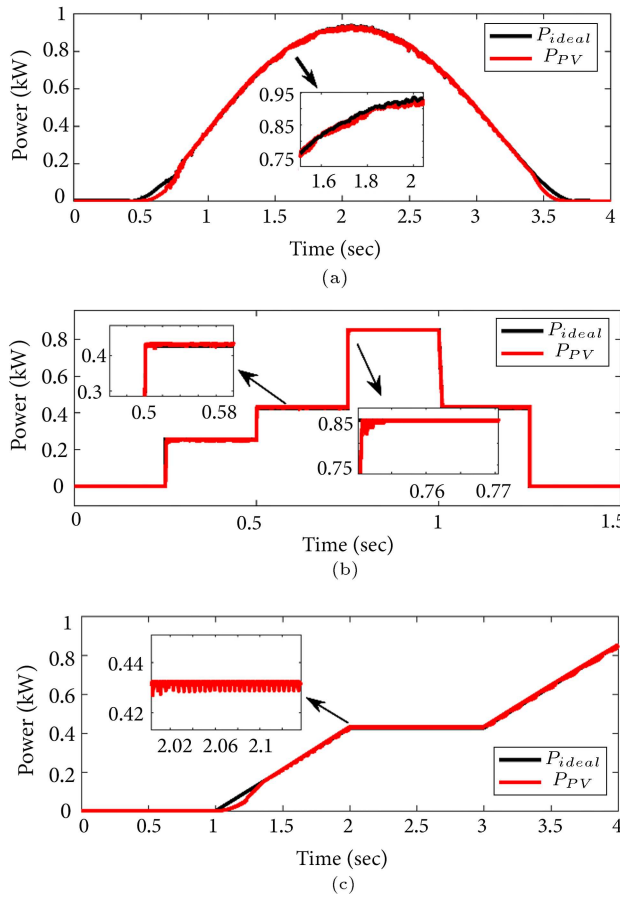 1
0.8
0.6
0.4
0.2
0
Power (kW)
P_ideal
P_PV
0.95
0.85
0.75
1.6 1.8 2
0 0.5 1 1.5 2 2.5 3 3.5 4
Time (sec)
(a)
0.8
0.6
0.4
0.2
0
Power (kW)
0.4
0.3
0.5 0.58
P_ideal
P_PV
0.85
0.75
0.76 0.77
0.5 1 1.5
Time (sec)
(b)
1
0.8
0.6
0.4
0.2
0
Power (kW)
0.44
0.42
2.02 2.06 2.1
P_ideal
P_PV
0 0.5 1 1.5 2 2.5 3 3.5 4
Time (sec)
(c)